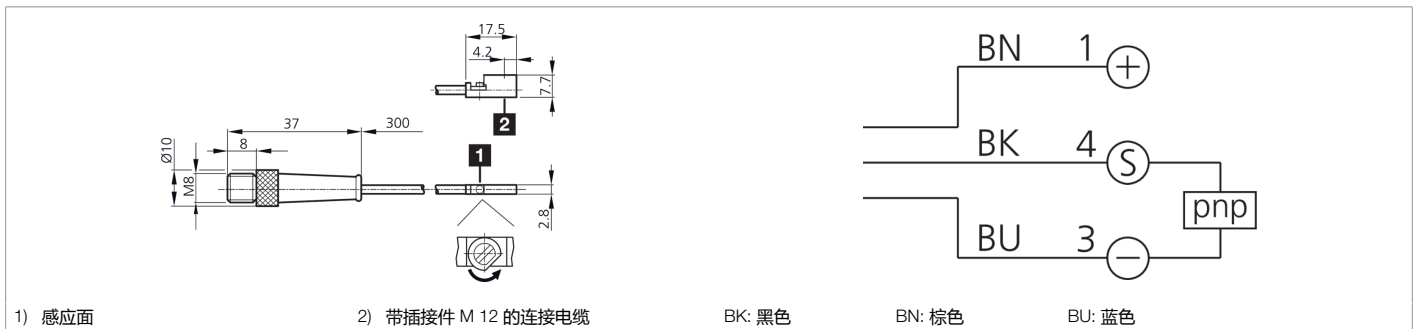 17.5
4.2
7.7
2
37
300
8
Ø10
M8
1
2.8
BN 1 +
BK 4 S
pnp
BU 3 −
1) 感应面
2) 带插接件 M 12 的连接电缆
BK: 黑色
BN: 棕色
BU: 蓝色